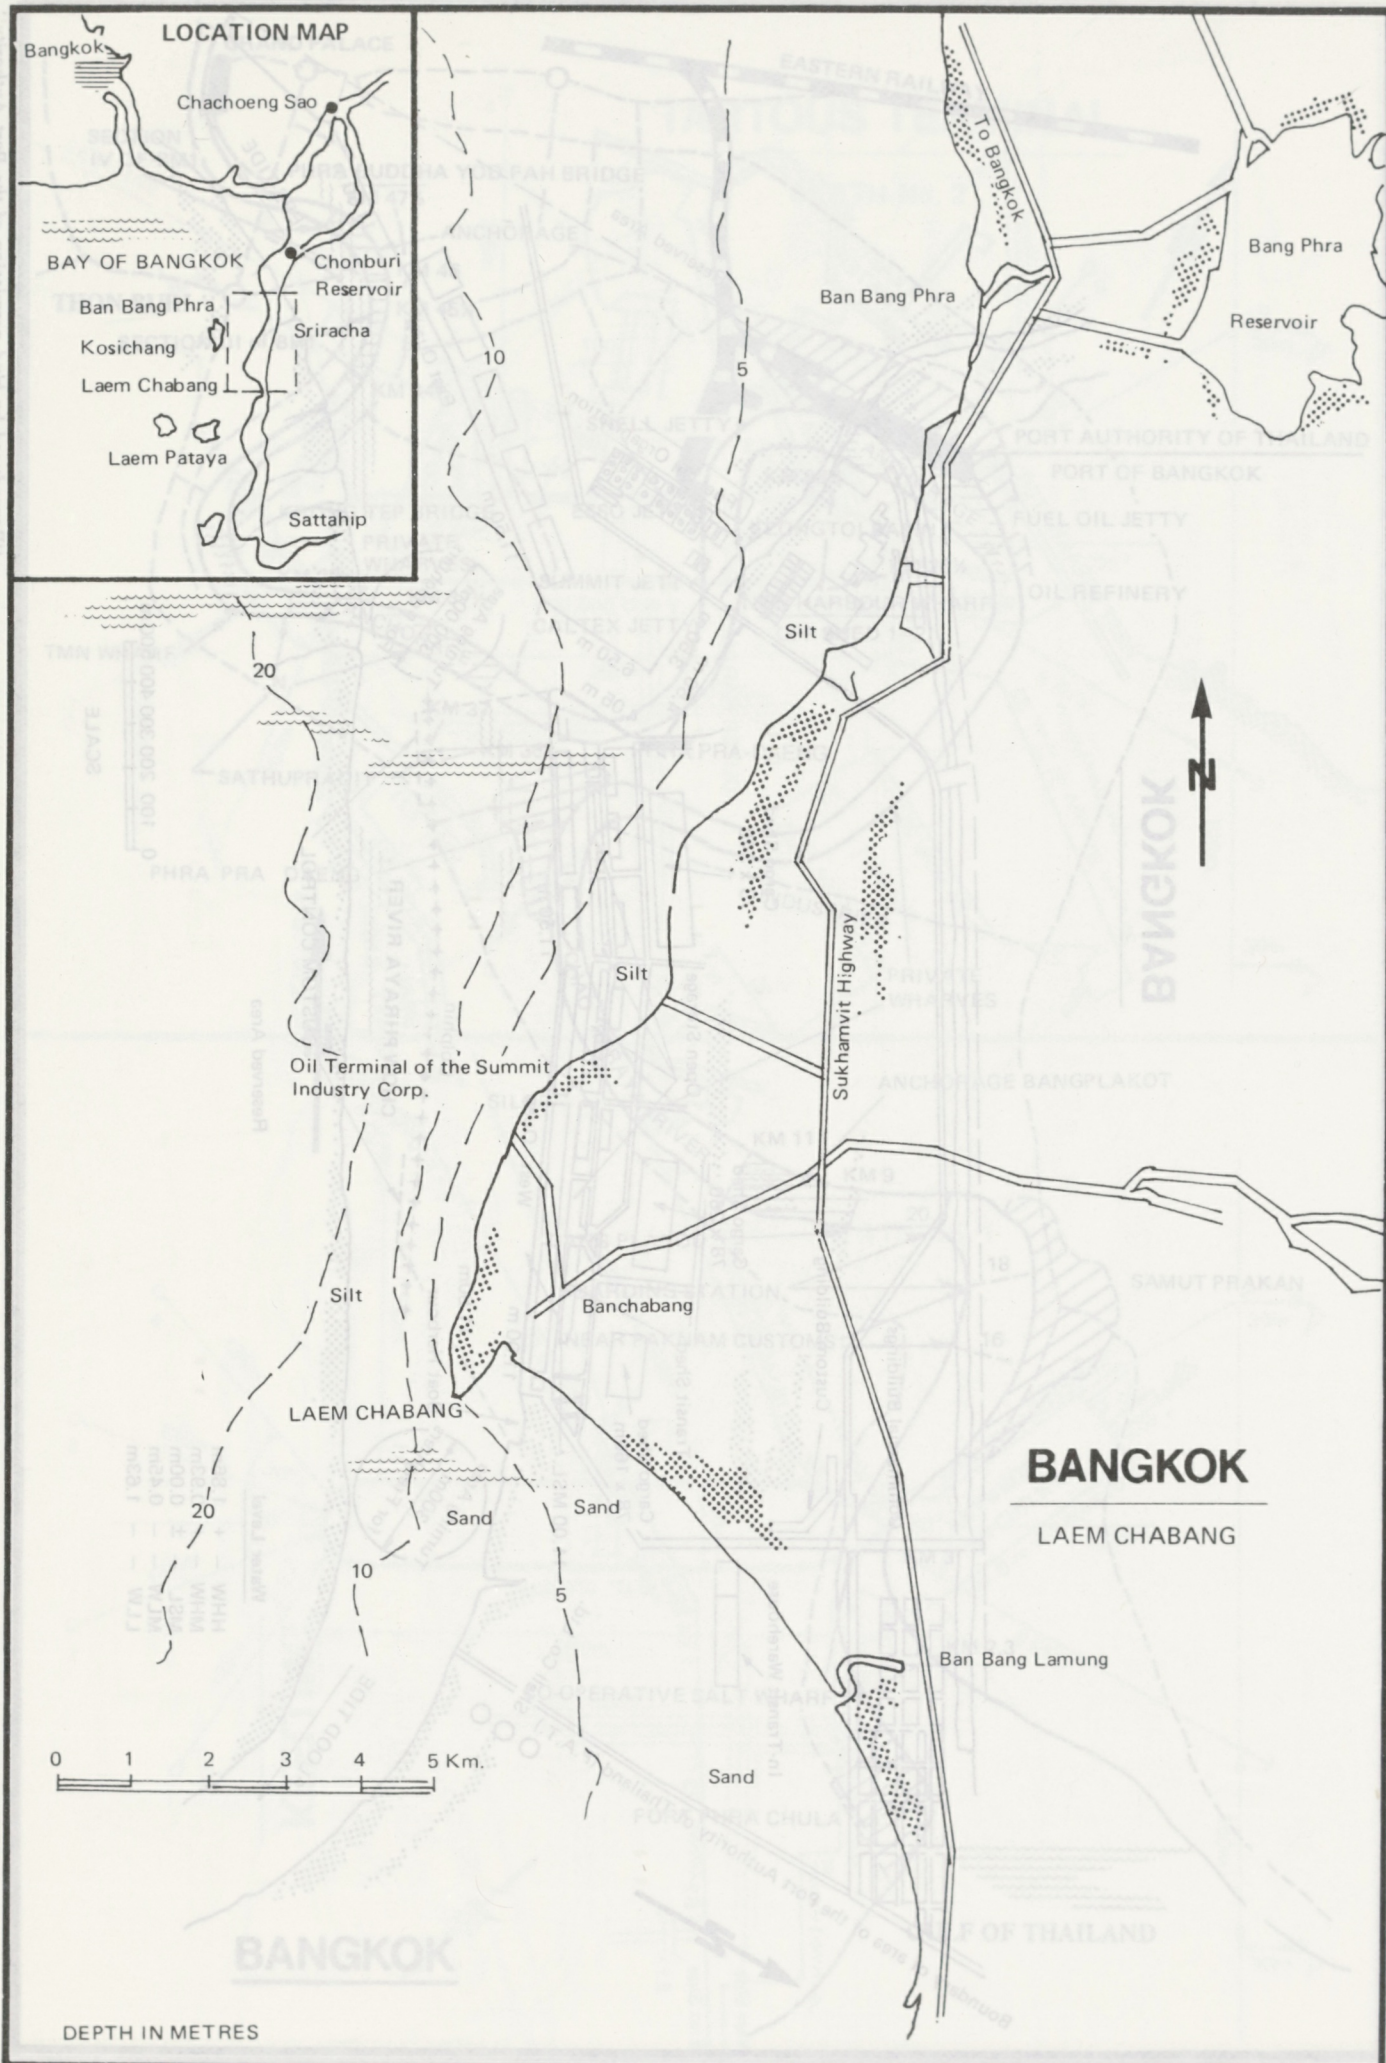 LOCATION MAP
Bangkok
Chachoeng Sao
BAY OF BANGKOK
Chonburi
Reservoir
Ban Bang Phra
Sriracha
Kosichang
Laem Chabang
Laem Pataya
Sattahip
To Bangkok
Bang Phra
Reservoir
Ban Bang Phra
10
5
Silt
20
N
Silt
Sukhamvit Highway
Oil Terminal of the Summit
Industry Corp.
Silt
Banchabang
LAEM CHABANG
BANGKOK
LAEM CHABANG
20
Sand
Sand
10
5
Ban Bang Lamung
Sand
0 1 2 3 4 5 Km.
DEPTH IN METRES